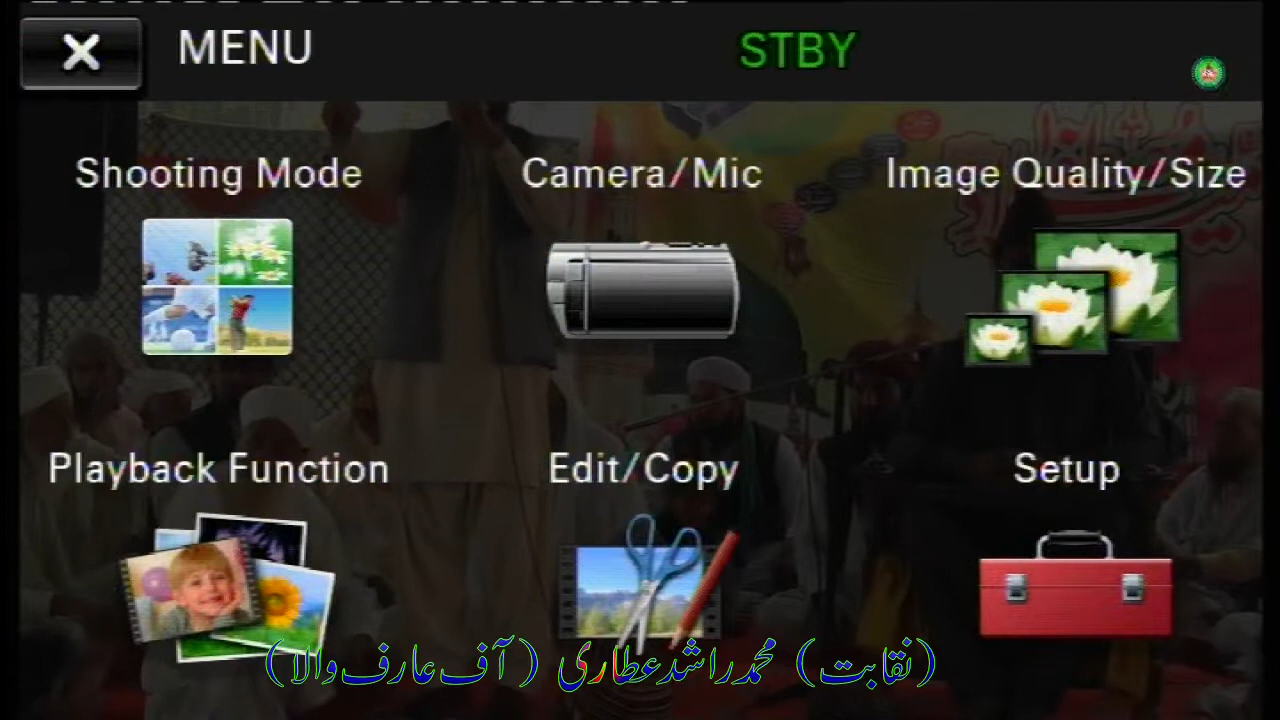 MENU
STBY
Shooting Mode
Camera/Mic
Image Quality/Size
Playback Function
Edit/Copy
Setup
(نقابت) محمد راشد عطاری (آف عارف والا)